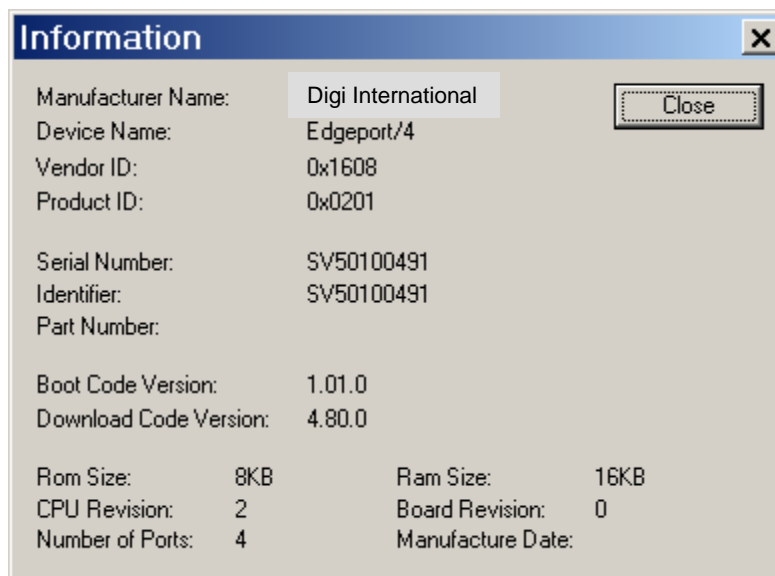 Information
Manufacturer Name: Digi International
Close
Device Name: Edgeport/4
Vendor ID: 0x1608
Product ID: 0x0201
Serial Number: SV50100491
Identifier: SV50100491
Part Number:
Boot Code Version: 1.01.0
Download Code Version: 4.80.0
Rom Size: 8KB Ram Size: 16KB
CPU Revision: 2 Board Revision: 0
Number of Ports: 4 Manufacture Date: